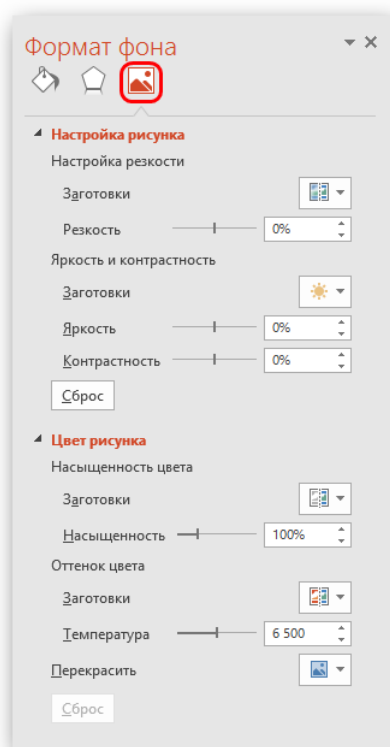 Формат фона
Настройка рисунка
Настройка резкости
Заготовки
Резкость 0%
Яркость и контрастность
Заготовки
Яркость 0%
Контрастность 0%
Сброс
Цвет рисунка
Насыщенность цвета
Заготовки
Насыщенность 100%
Оттенок цвета
Заготовки
Температура 6 500
Перекрасить
Сброс